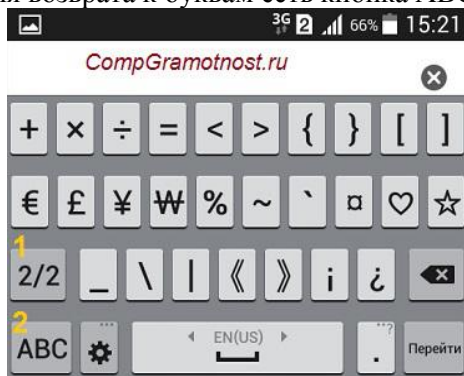 3G 2 66% 15:21
CompGramotnost.ru
+ × ÷ = < > { } [ ]
€ £ ¥ ₩ % ~ ` ¤ ♡ ☆
1
2/2 _ \ | 《 》 ¡ ¿
2
ABC ... EN(US) . ...? Перейти